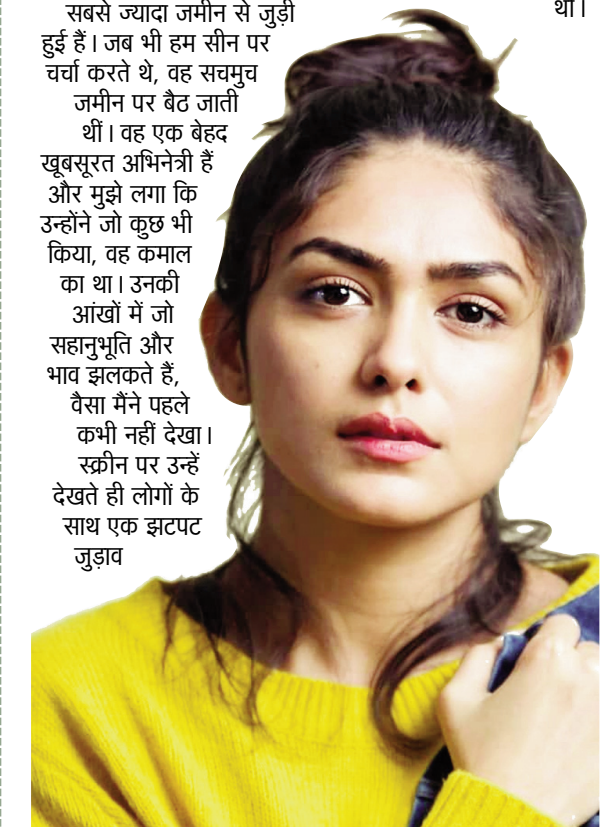 सबसे ज्यादा जमीन से जुड़ी
हुई हैं। जब भी हम सीन पर
चर्चा करते थे, वह सचमुच
जमीन पर बैठ जाती
थीं। वह एक बेहद
खूबसूरत अभिनेत्री हैं
और मुझे लगा कि
उन्होंने जो कुछ भी
किया, वह कमाल
का था। उनकी
आंखों में जो
सहानुभूति और
भाव झलकते हैं,
वैसा मैंने पहले
कभी नहीं देखा।
स्क्रीन पर उन्हें
देखते ही लोगों के
साथ एक झटपट
जुड़ाव